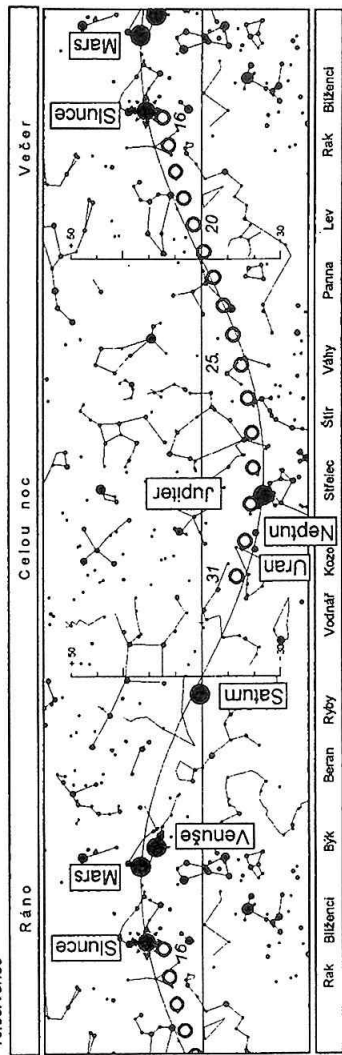 Ráno
Celou noc
Večer
Slunce
Mars
Venuše
Saturn
Uran
Neptun
Jupiter
Slunce
Mars
16
31
25.
20
16
50
30
+50
30
Rak
Blíženci
Býk
Beran
Ryby
Vodnář
Kozo
Střelec
Štír
Váhy
Panna
Lev
Rak
Blíženci